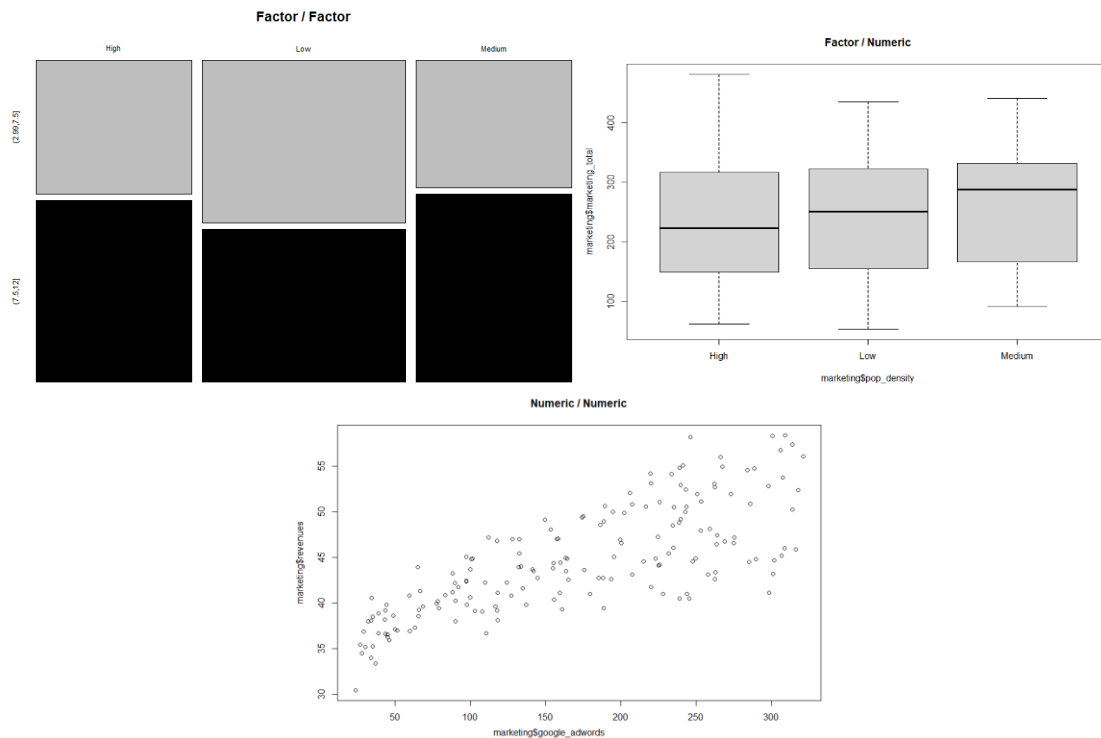 Factor / Factor
High Low Medium
(2.99,7.5]
(7.5,12]
Factor / Numeric
marketing$marketing_total
400
300
200
100
High Low Medium
marketing$pop_density
Numeric / Numeric
marketing$revenues
55
50
45
40
35
30
50 100 150 200 250 300
marketing$google_adwords